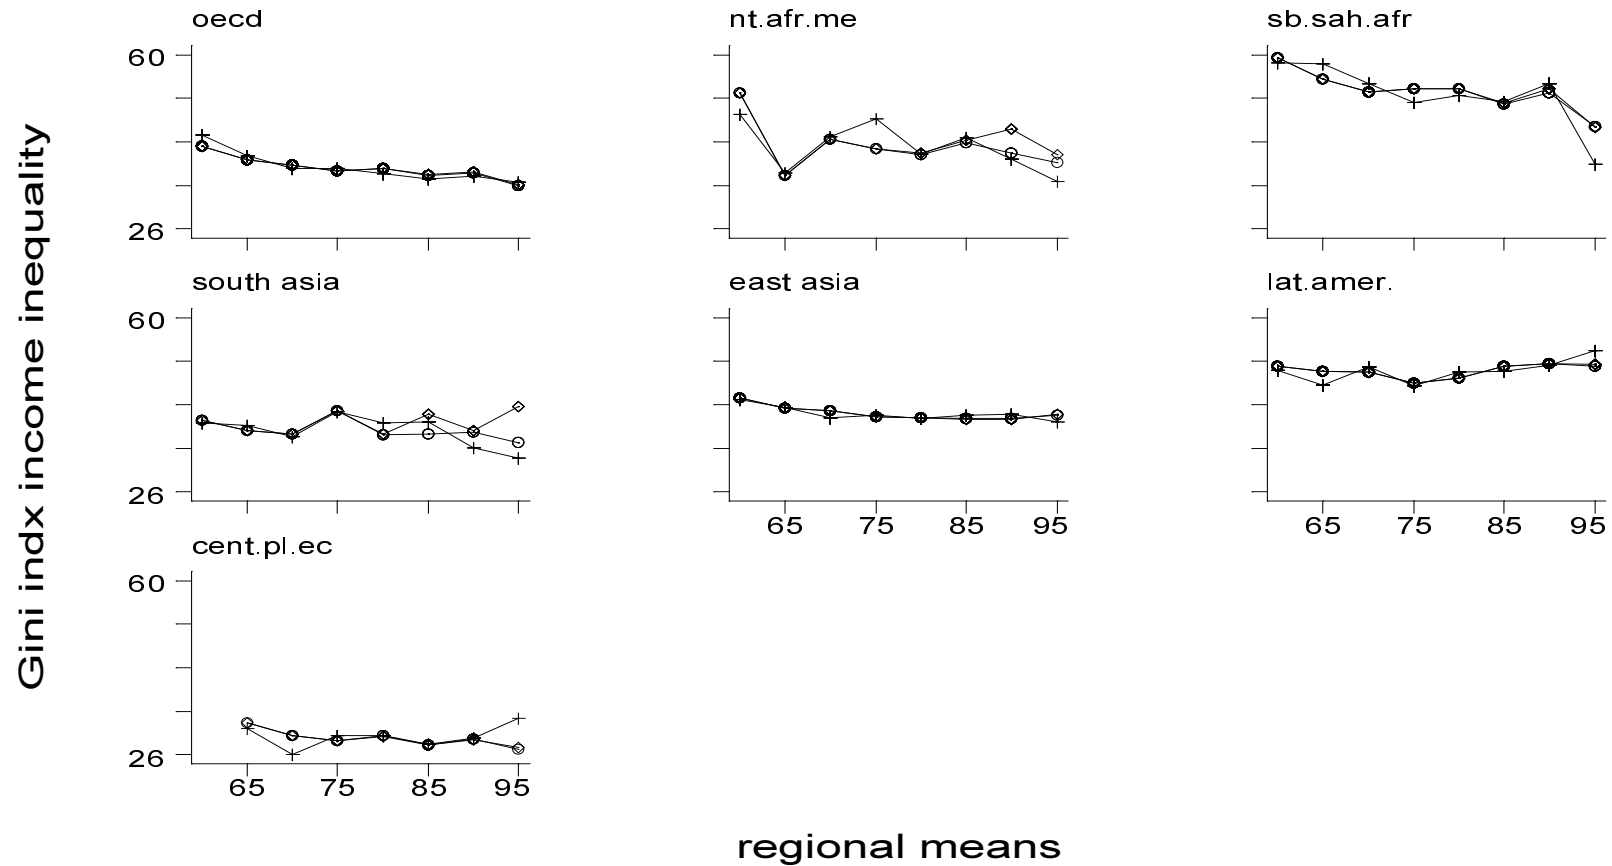 oecd
nt.afr.me
sb.sah.afr
60
26
south asia
east asia
lat.amer.
60
26
65 75 85 95
65 75 85 95
cent.pl.ec
60
26
65 75 85 95
Gini indx income inequality
regional means